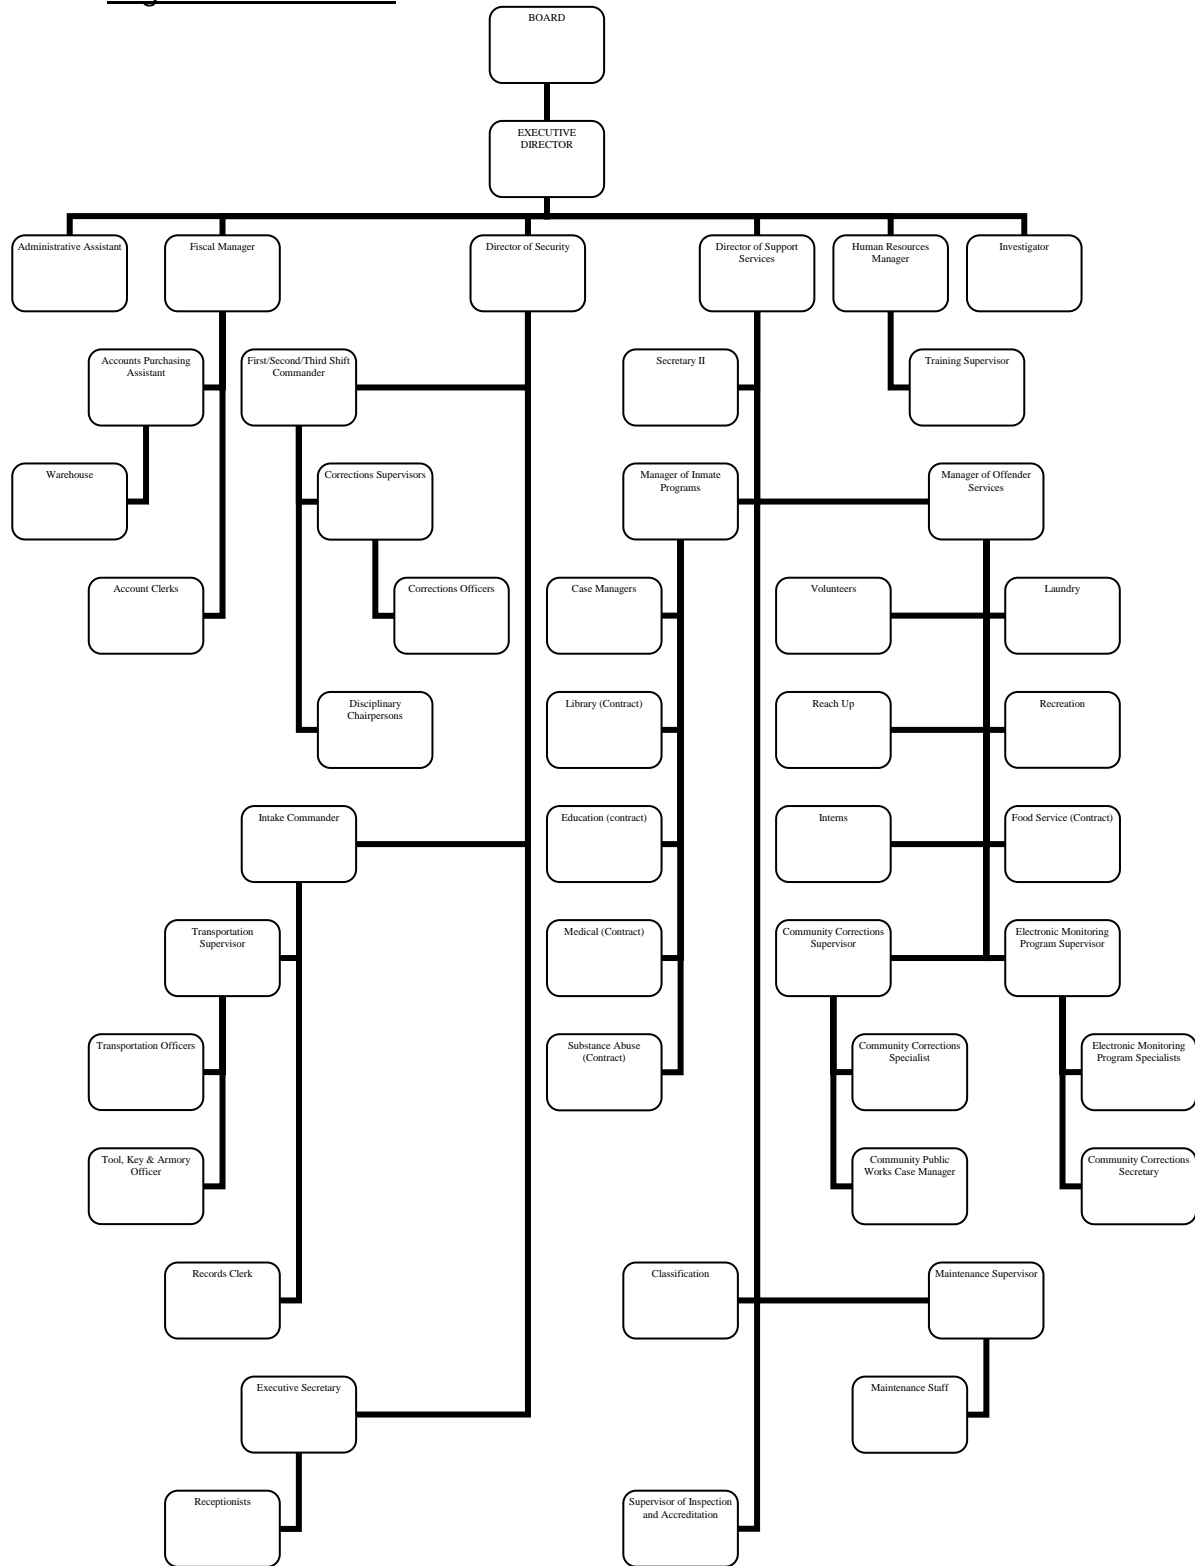 BOARD
EXECUTIVE
DIRECTOR
Administrative Assistant
Fiscal Manager
Director of Security
Director of Support
Services
Human Resources
Manager
Investigator
Accounts Purchasing
Assistant
First/Second/Third Shift
Commander
Secretary II
Training Supervisor
Warehouse
Corrections Supervisors
Manager of Inmate
Programs
Manager of Offender
Services
Account Clerks
Corrections Officers
Case Managers
Volunteers
Laundry
Disciplinary
Chairpersons
Library (Contract)
Reach Up
Recreation
Intake Commander
Education (contract)
Interns
Food Service (Contract)
Transportation
Supervisor
Medical (Contract)
Community Corrections
Supervisor
Electronic Monitoring
Program Supervisor
Transportation Officers
Substance Abuse
(Contract)
Community Corrections
Specialist
Electronic Monitoring
Program Specialists
Tool, Key & Armory
Officer
Community Public
Works Case Manager
Community Corrections
Secretary
Records Clerk
Classification
Maintenance Supervisor
Executive Secretary
Maintenance Staff
Receptionists
Supervisor of Inspection
and Accreditation